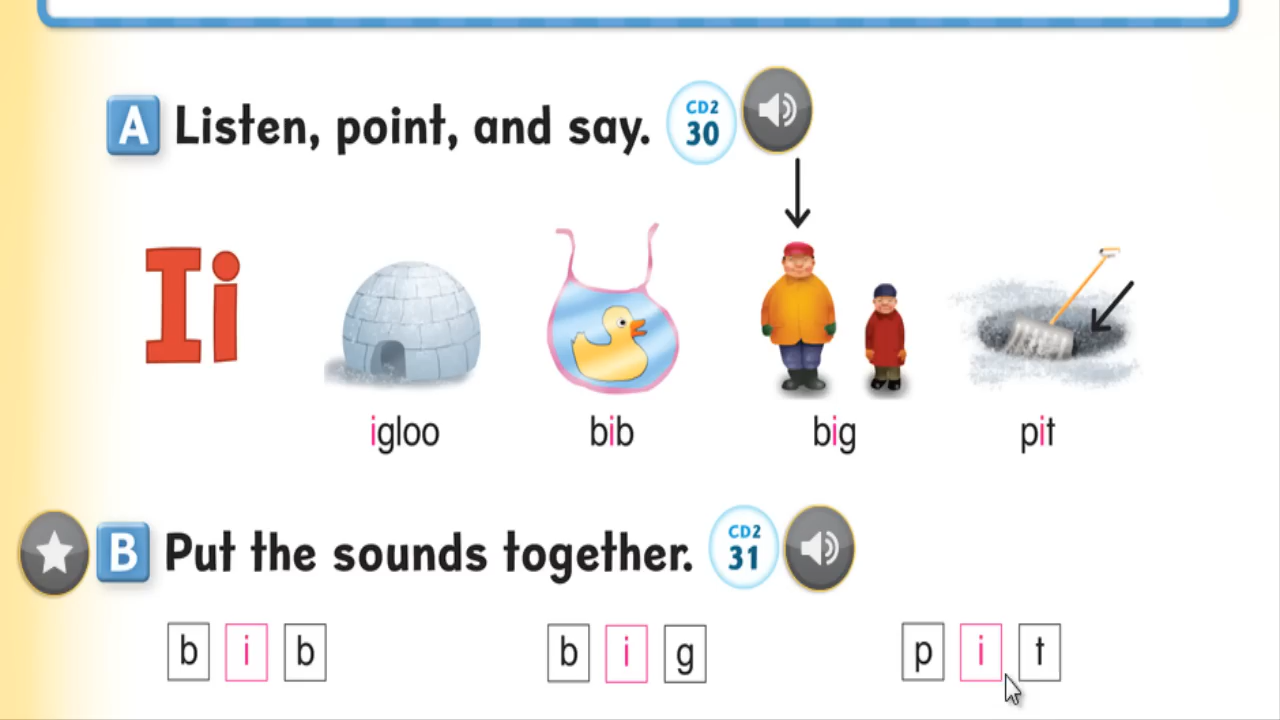 A Listen, point, and say. CD2 30
Ii
igloo bib big pit
B Put the sounds together. CD2 31
b i b b i g p i t